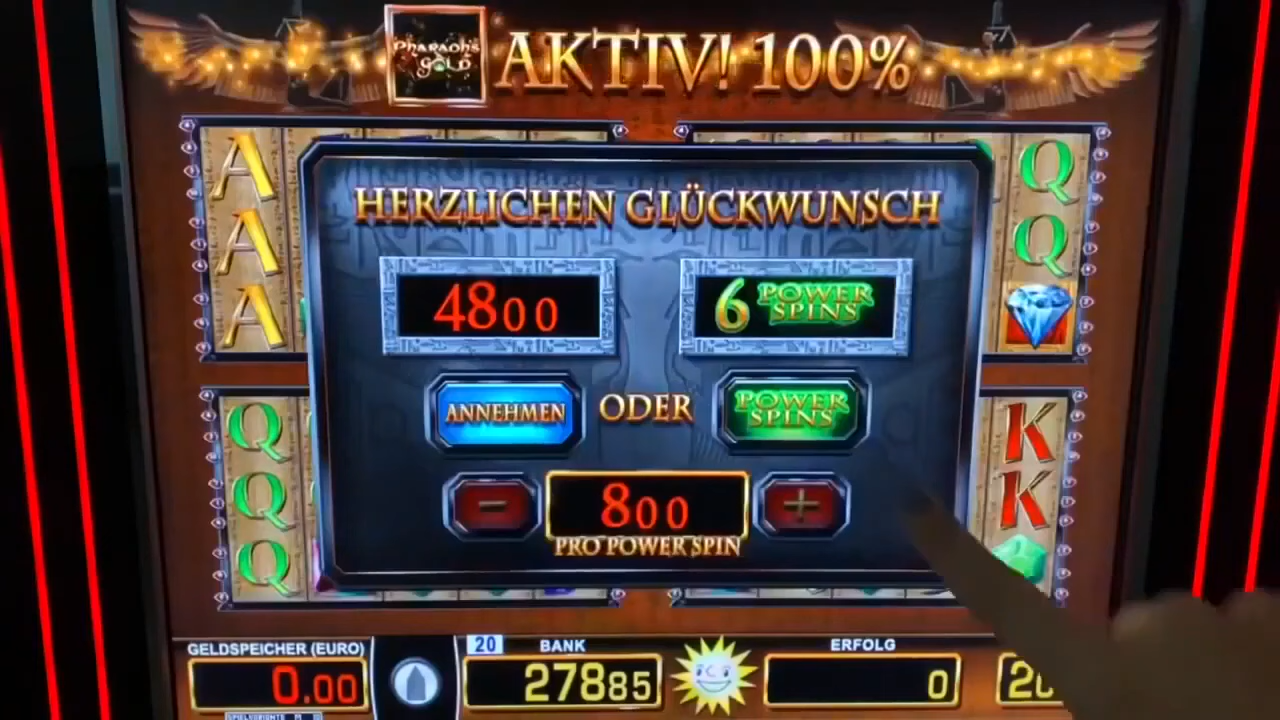 PHARAOH'S GOLD
AKTIV! 100%
A
A
A
Q
Q
HERZLICHEN GLÜCKWUNSCH
4800
6 POWER SPINS
ANNEHMEN ODER POWER SPINS
- 800 +
PRO POWER SPIN
Q
Q
Q
K
K
GELDSPEICHER (EURO)
0.00
20 BANK
27885
ERFOLG
0